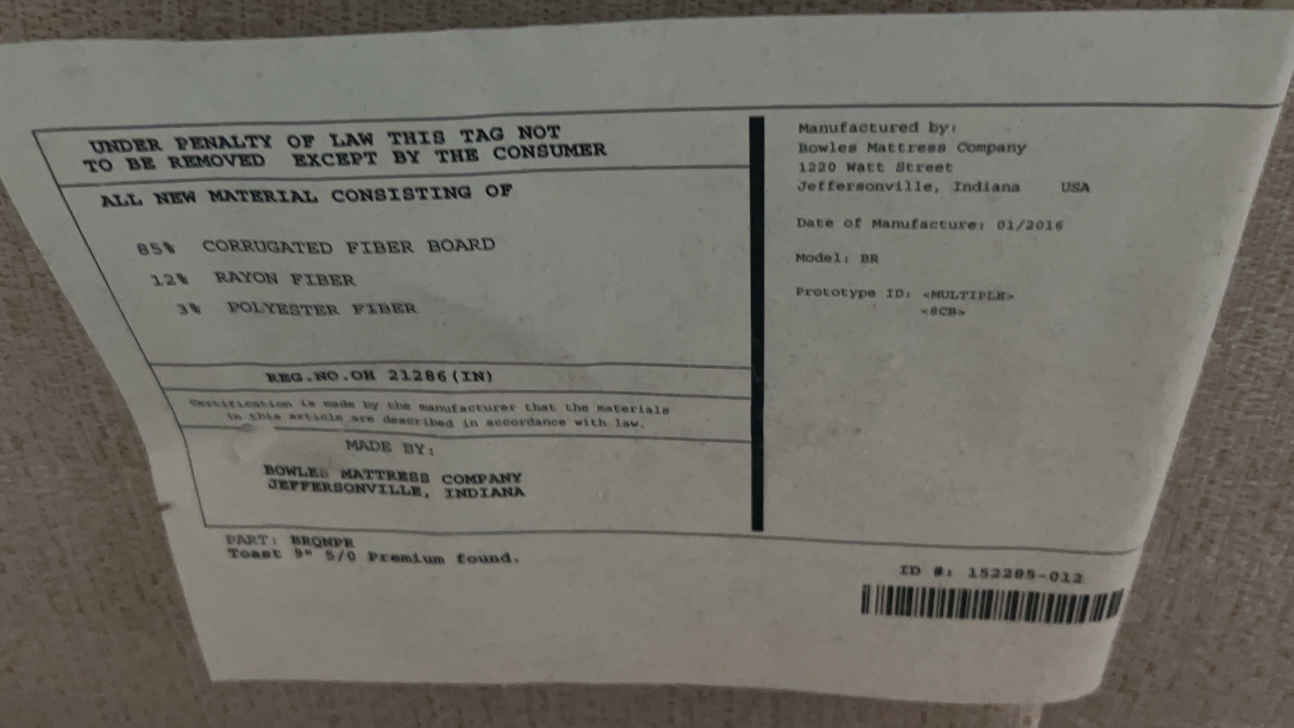 UNDER PENALTY OF LAW THIS TAG NOT
TO BE REMOVED EXCEPT BY THE CONSUMER
ALL NEW MATERIAL CONSISTING OF
85% CORRUGATED FIBER BOARD
12% RAYON FIBER
3% POLYESTER FIBER
REG.NO.OH 21286(IN)
Certification is made by the manufacturer that the materials
in this article are described in accordance with law.
MADE BY:
BOWLES MATTRESS COMPANY
JEFFERSONVILLE, INDIANA
PART: BRQNPR
Toast 9" 5/0 Premium found.
Manufactured by:
Bowles Mattress Company
1220 Watt Street
Jeffersonville, Indiana USA
Date of Manufacture: 01/2016
Model: BR
Prototype ID: <MULTIPLE>
<SCB>
ID #: 152285-012